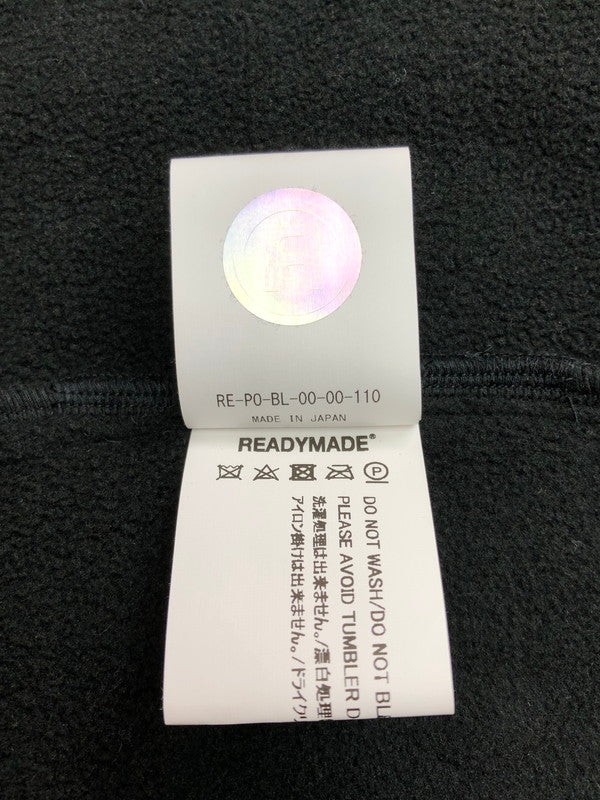 RE-PO-BL-00-00-110
MADE IN JAPAN
READYMADE®
P
DO NOT WASH/DO NOT BL
PLEASE AVOID TUMBLER D
洗濯処理は出来ません。/漂白処理
アイロン掛けは出来ません。/ドライクリ